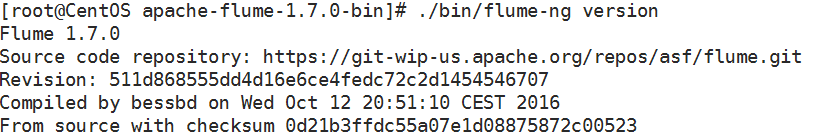 [root@CentOS apache-flume-1.7.0-bin]# ./bin/flume-ng version
Flume 1.7.0
Source code repository: https://git-wip-us.apache.org/repos/asf/flume.git
Revision: 511d868555dd4d16e6ce4fedc72c2d1454546707
Compiled by bessbd on Wed Oct 12 20:51:10 CEST 2016
From source with checksum 0d21b3ffdc55a07e1d08875872c00523